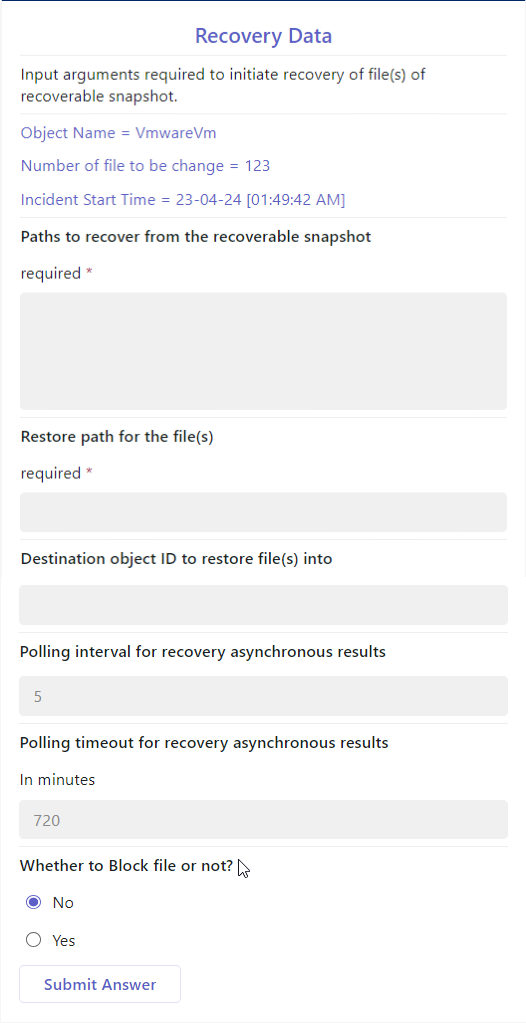 Recovery Data
Input arguments required to initiate recovery of file(s) of
recoverable snapshot.
Object Name = VmwareVm
Number of file to be change = 123
Incident Start Time = 23-04-24 [01:49:42 AM]
Paths to recover from the recoverable snapshot
required *
Restore path for the file(s)
required *
Destination object ID to restore file(s) into
Polling interval for recovery asynchronous results
5
Polling timeout for recovery asynchronous results
In minutes
720
Whether to Block file or not?
No
Yes
Submit Answer